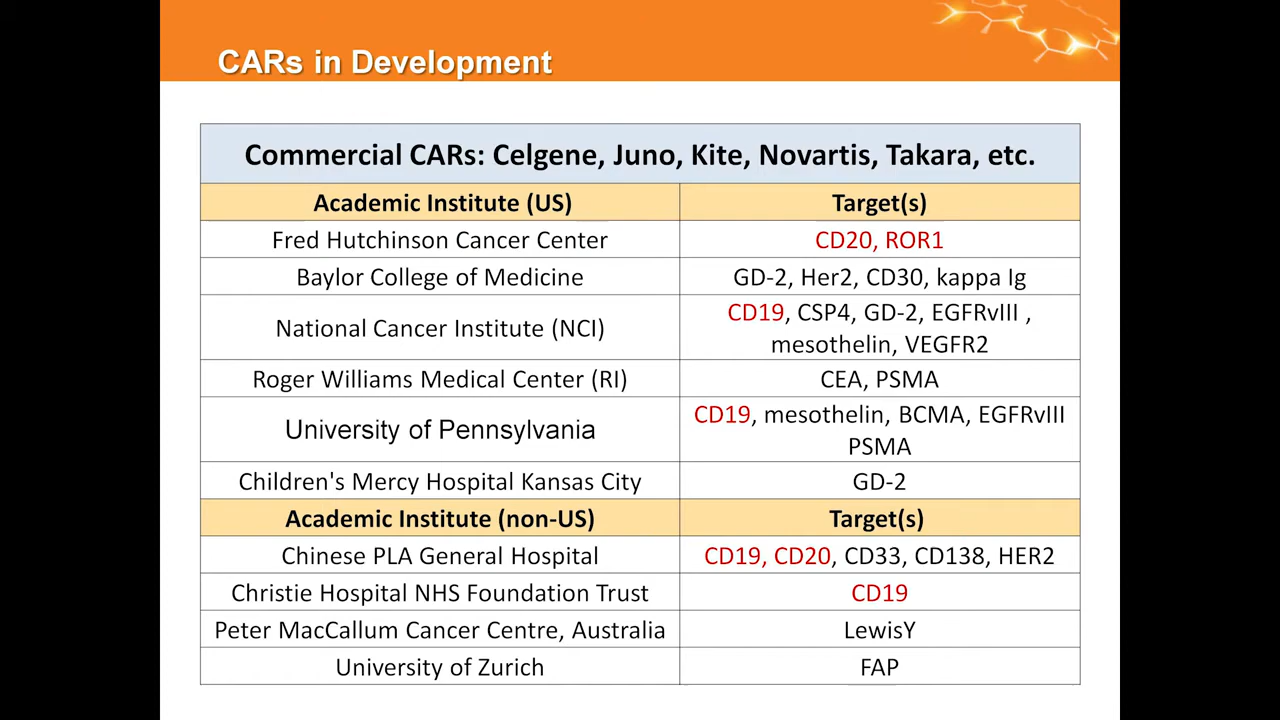 CARs in Development
Commercial CARs: Celgene, Juno, Kite, Novartis, Takara, etc.
Academic Institute (US) Target(s)
Fred Hutchinson Cancer Center CD20, ROR1
Baylor College of Medicine GD-2, Her2, CD30, kappa Ig
National Cancer Institute (NCI) CD19, CSP4, GD-2, EGFRvIII ,
mesothelin, VEGFR2
Roger Williams Medical Center (RI) CEA, PSMA
University of Pennsylvania CD19, mesothelin, BCMA, EGFRvIII
PSMA
Children's Mercy Hospital Kansas City GD-2
Academic Institute (non-US) Target(s)
Chinese PLA General Hospital CD19, CD20, CD33, CD138, HER2
Christie Hospital NHS Foundation Trust CD19
Peter MacCallum Cancer Centre, Australia LewisY
University of Zurich FAP